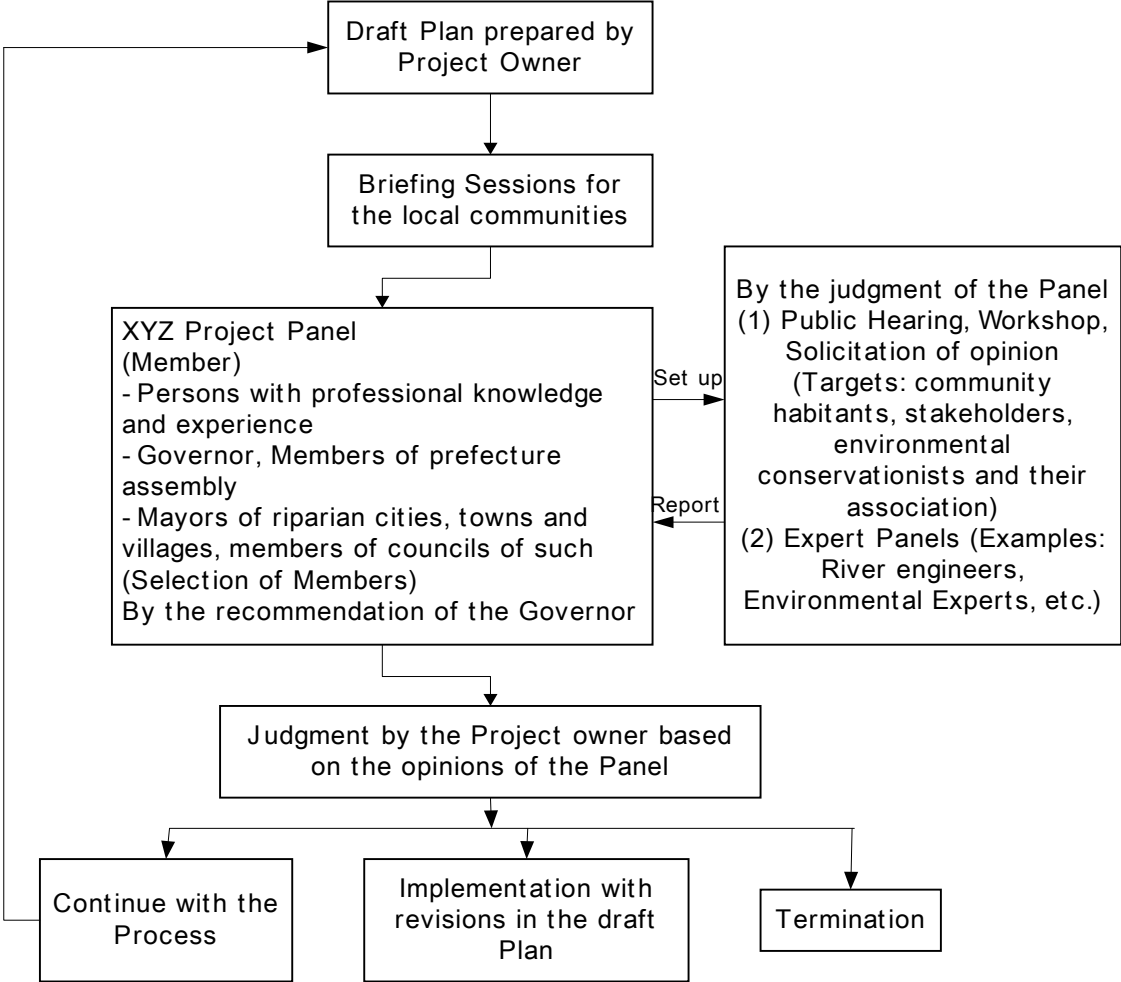 Draft Plan prepared by
Project Owner
Briefing Sessions for
the local communities
XYZ Project Panel
(Member)
- Persons with professional knowledge
and experience
- Governor, Members of prefecture
assembly
- Mayors of riparian cities, towns and
villages, members of councils of such
(Selection of Members)
By the recommendation of the Governor
Set up
Report
By the judgment of the Panel
(1) Public Hearing, Workshop,
Solicitation of opinion
(Targets: community
habitants, stakeholders,
environmental
conservationists and their
association)
(2) Expert Panels (Examples:
River engineers,
Environmental Experts, etc.)
Judgment by the Project owner based
on the opinions of the Panel
Continue with the
Process
Implementation with
revisions in the draft
Plan
Termination